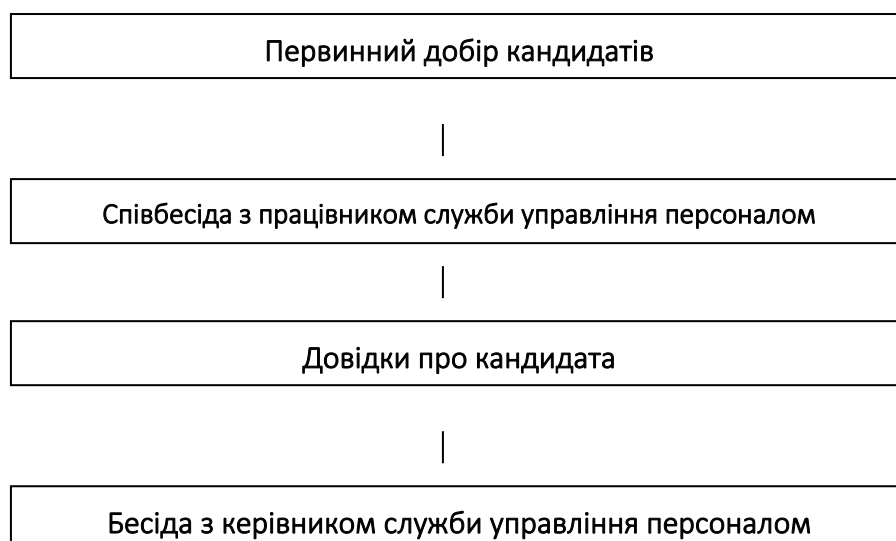 Первинний добір кандидатів
Співбесіда з працівником служби управління персоналом
Довідки про кандидата
Бесіда з керівником служби управління персоналом